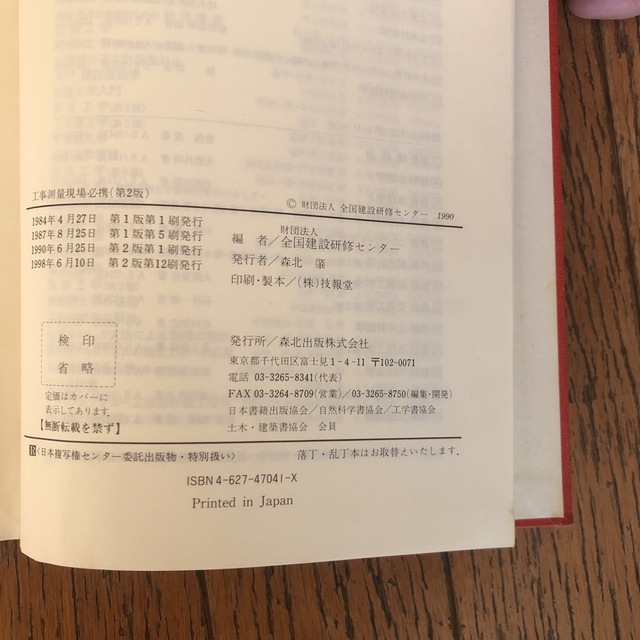 工事測量現場必携(第2版)
© 財団法人 全国建設研修センター 1990
1984年4月27日 第1版第1刷発行
1987年8月25日 第1版第5刷発行
1990年6月25日 第2版第1刷発行
1998年6月10日 第2版第12刷発行
財団法人
編 者/全国建設研修センター
発行者/森北 肇
印刷・製本/(株)技報堂
検 印
省 略
定価はカバーに
表示してあります.
【無断転載を禁ず】
発行所/森北出版株式会社
東京都千代田区富士見1-4-11 〒102-0071
電話 03-3265-8341(代表)
FAX 03-3264-8709(営業)/03-3265-8750(編集・開発)
日本書籍出版協会/自然科学書協会/工学書協会
土木・建築書協会 会員
R〈日本複写権センター委託出版物・特別扱い〉 落丁・乱丁本はお取替えいたします.
ISBN4-627-47041-X
Printed in Japan